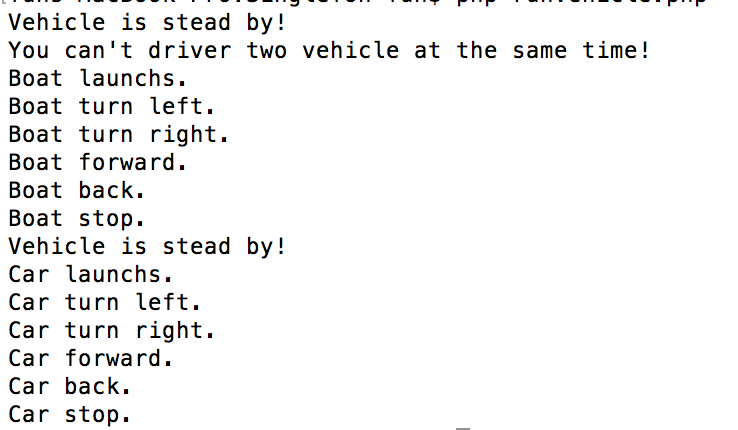 Vehicle is stead by!
You can't driver two vehicle at the same time!
Boat launchs.
Boat turn left.
Boat turn right.
Boat forward.
Boat back.
Boat stop.
Vehicle is stead by!
Car launchs.
Car turn left.
Car turn right.
Car forward.
Car back.
Car stop.